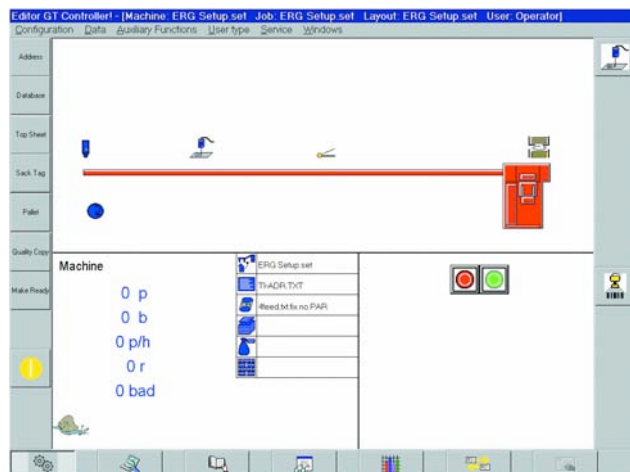 Editor GT Controller! - [Machine: ERG Setup.set Job: ERG Setup.set Layout: ERG Setup.set User: Operator]
Configuration Data Auxiliary Functions User type Service Windows
Address
Database
Top Sheet
Sack Tag
Pallet
Quality Copy
Make Ready
Machine
0 p
0 b
0 p/h
0 r
0 bad
ERG Setup.set
TI-ADR.TXT
4feed.txt.fix no.PAR